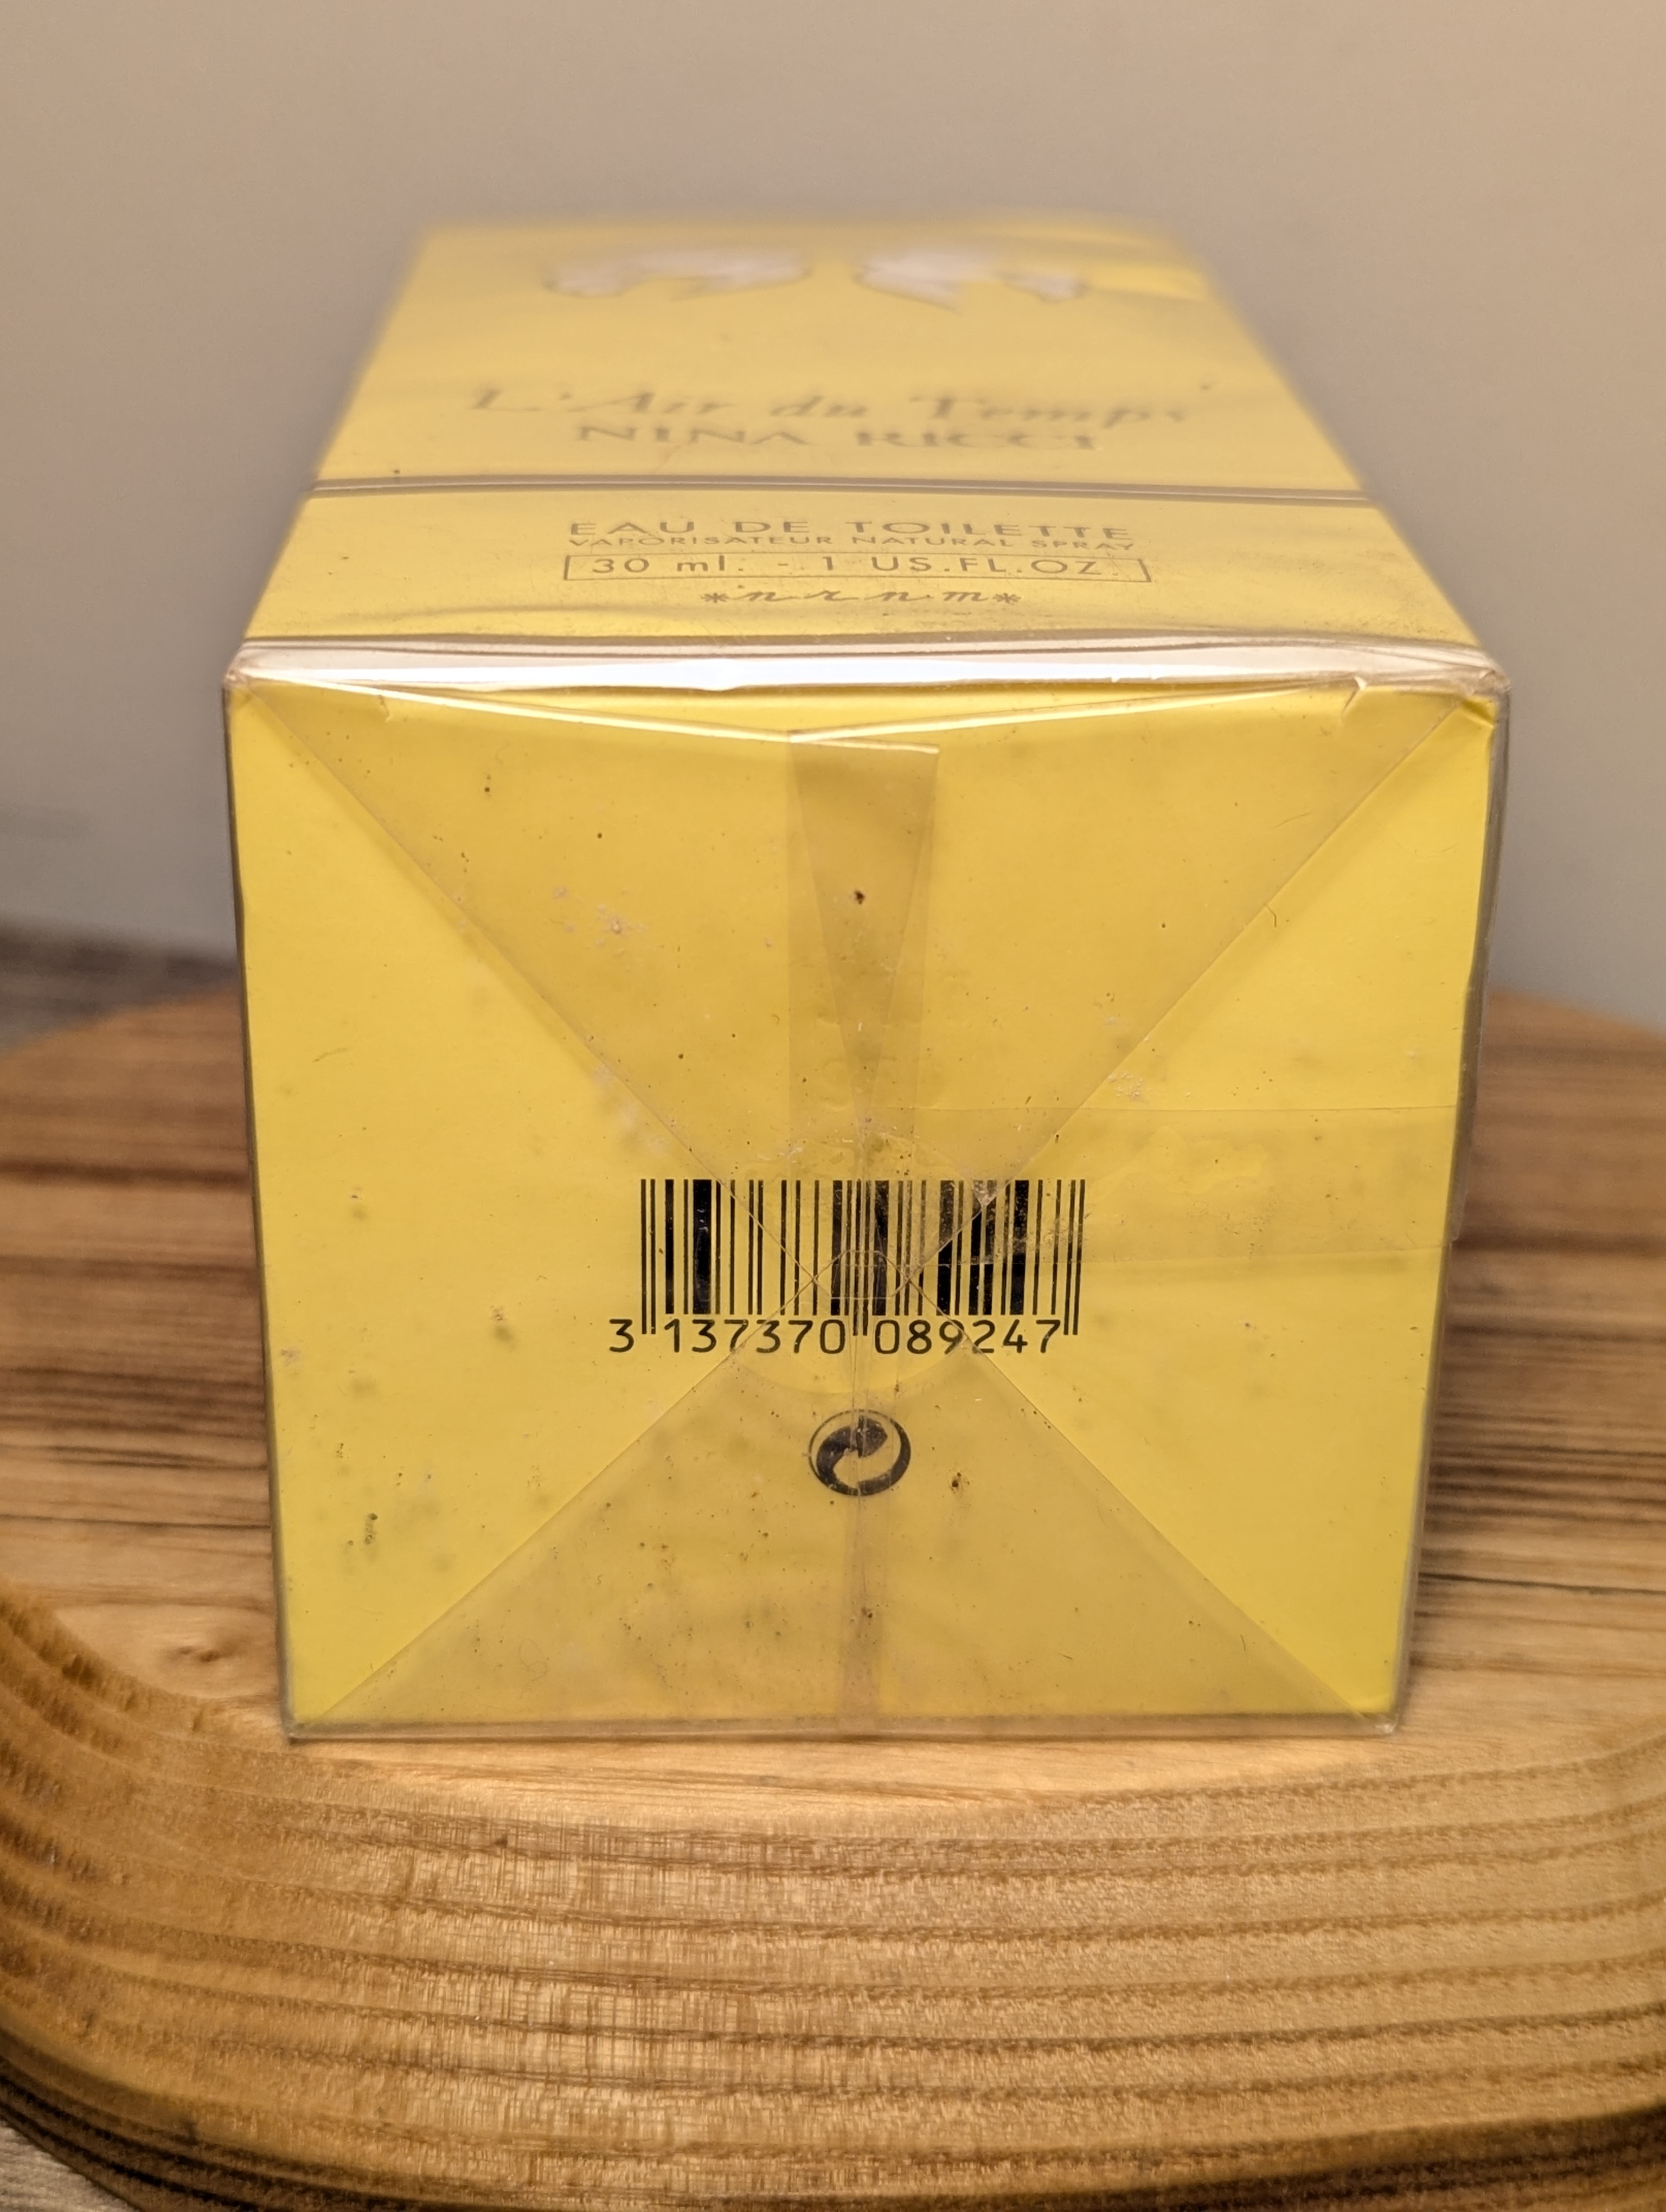 L'Air du Temps
NINA RICCI
EAU DE TOILETTE
VAPORISATEUR NATURAL SPRAY
30 ml. - 1 US.FL.OZ.
*n r n m*
3 137370 089247